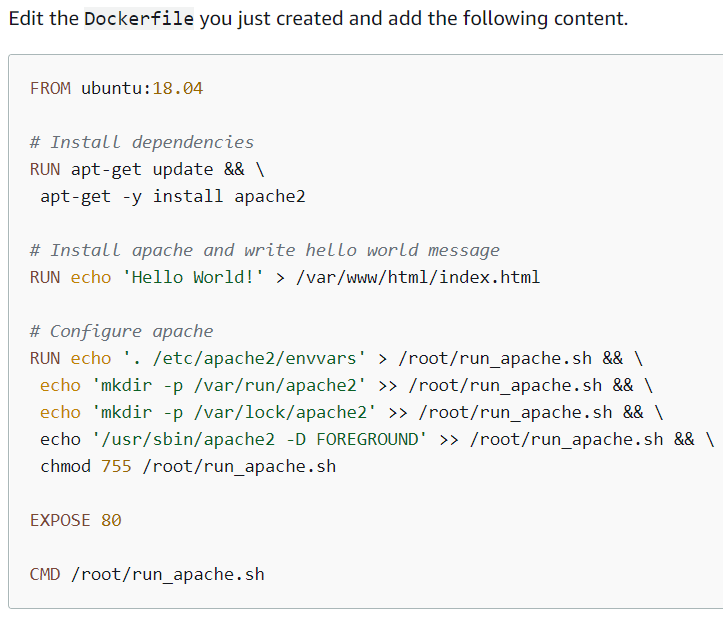 Edit the Dockerfile you just created and add the following content.
FROM ubuntu:18.04
# Install dependencies
RUN apt-get update && \
apt-get -y install apache2
# Install apache and write hello world message
RUN echo 'Hello World!' > /var/www/html/index.html
# Configure apache
RUN echo '. /etc/apache2/envvars' > /root/run_apache.sh && \
echo 'mkdir -p /var/run/apache2' >> /root/run_apache.sh && \
echo 'mkdir -p /var/lock/apache2' >> /root/run_apache.sh && \
echo '/usr/sbin/apache2 -D FOREGROUND' >> /root/run_apache.sh && \
chmod 755 /root/run_apache.sh
EXPOSE 80
CMD /root/run_apache.sh